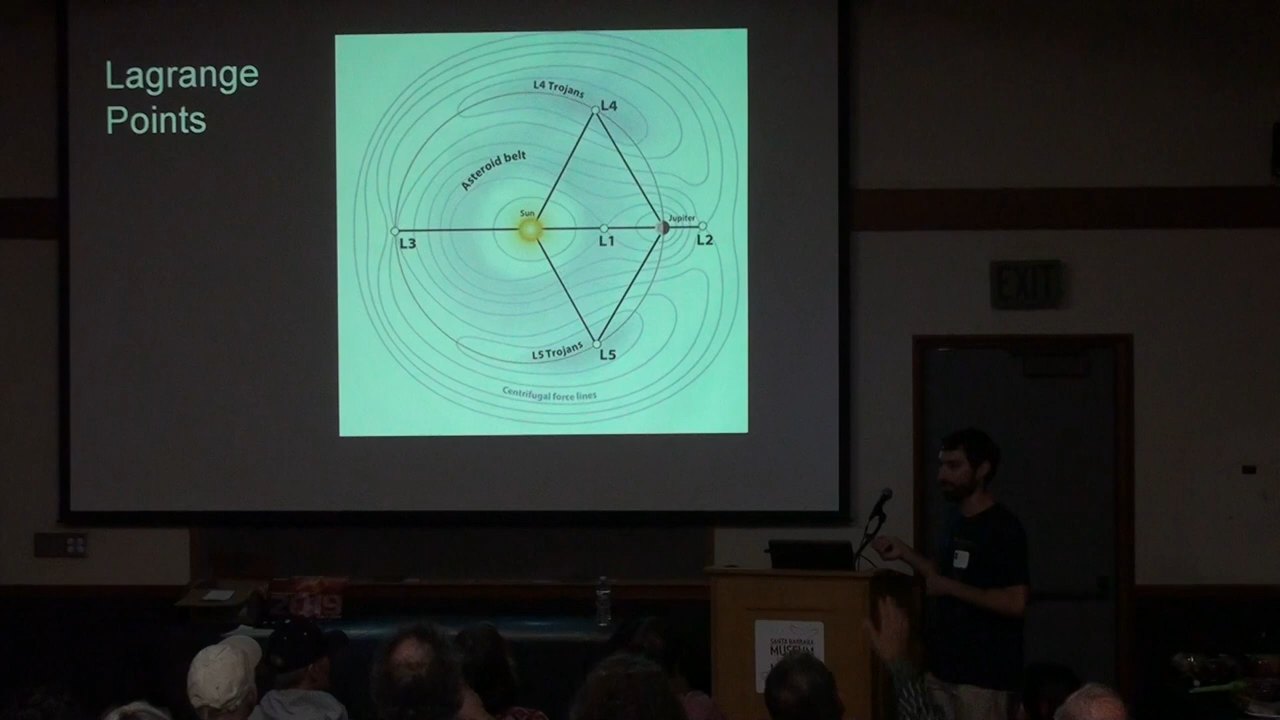 Lagrange
Points
L4 Trojans
L4
Asteroid belt
Sun
Jupiter
L3
L1
L2
L5 Trojans
L5
Centrifugal force lines
EXIT
2019
SANTA BARBARA
MUSEUM